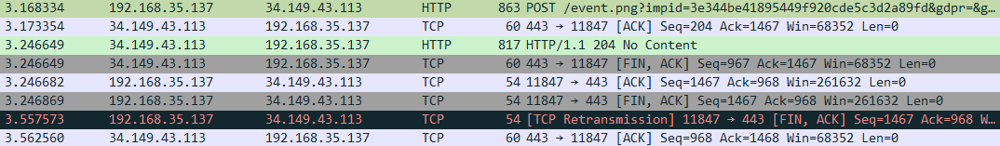 3.168334 192.168.35.137 34.149.43.113 HTTP 863 POST /event.png?impid=3e344be41895449f920cde5c3d2a89fd&gdpr=&g…
3.173354 34.149.43.113 192.168.35.137 TCP 60 443 → 11847 [ACK] Seq=204 Ack=1467 Win=68352 Len=0
3.246649 34.149.43.113 192.168.35.137 HTTP 817 HTTP/1.1 204 No Content
3.246649 34.149.43.113 192.168.35.137 TCP 60 443 → 11847 [FIN, ACK] Seq=967 Ack=1467 Win=68352 Len=0
3.246682 192.168.35.137 34.149.43.113 TCP 54 11847 → 443 [ACK] Seq=1467 Ack=968 Win=261632 Len=0
3.246869 192.168.35.137 34.149.43.113 TCP 54 11847 → 443 [FIN, ACK] Seq=1467 Ack=968 Win=261632 Len=0
3.557573 192.168.35.137 34.149.43.113 TCP 54 [TCP Retransmission] 11847 → 443 [FIN, ACK] Seq=1467 Ack=968 W…
3.562560 34.149.43.113 192.168.35.137 TCP 60 443 → 11847 [ACK] Seq=968 Ack=1468 Win=68352 Len=0